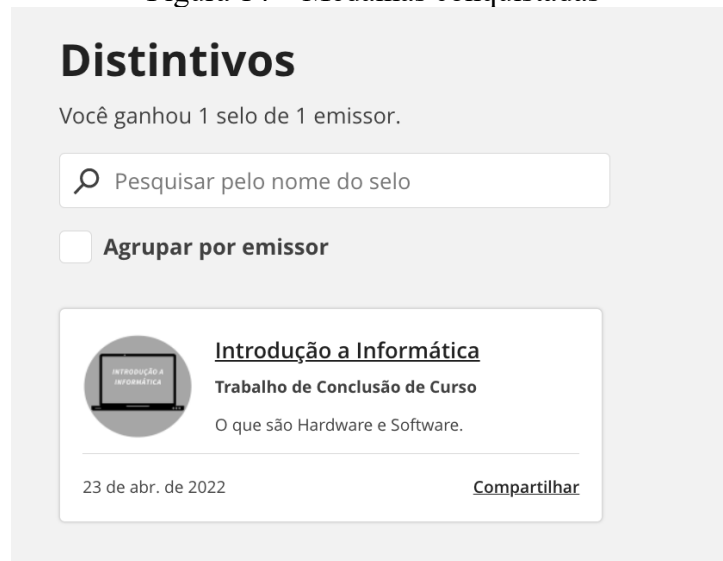 Distintivos
Você ganhou 1 selo de 1 emissor.
Pesquisar pelo nome do selo
Agrupar por emissor
INTRODUÇÃO A
INFORMÁTICA
Introdução a Informática
Trabalho de Conclusão de Curso
O que são Hardware e Software.
23 de abr. de 2022
Compartilhar